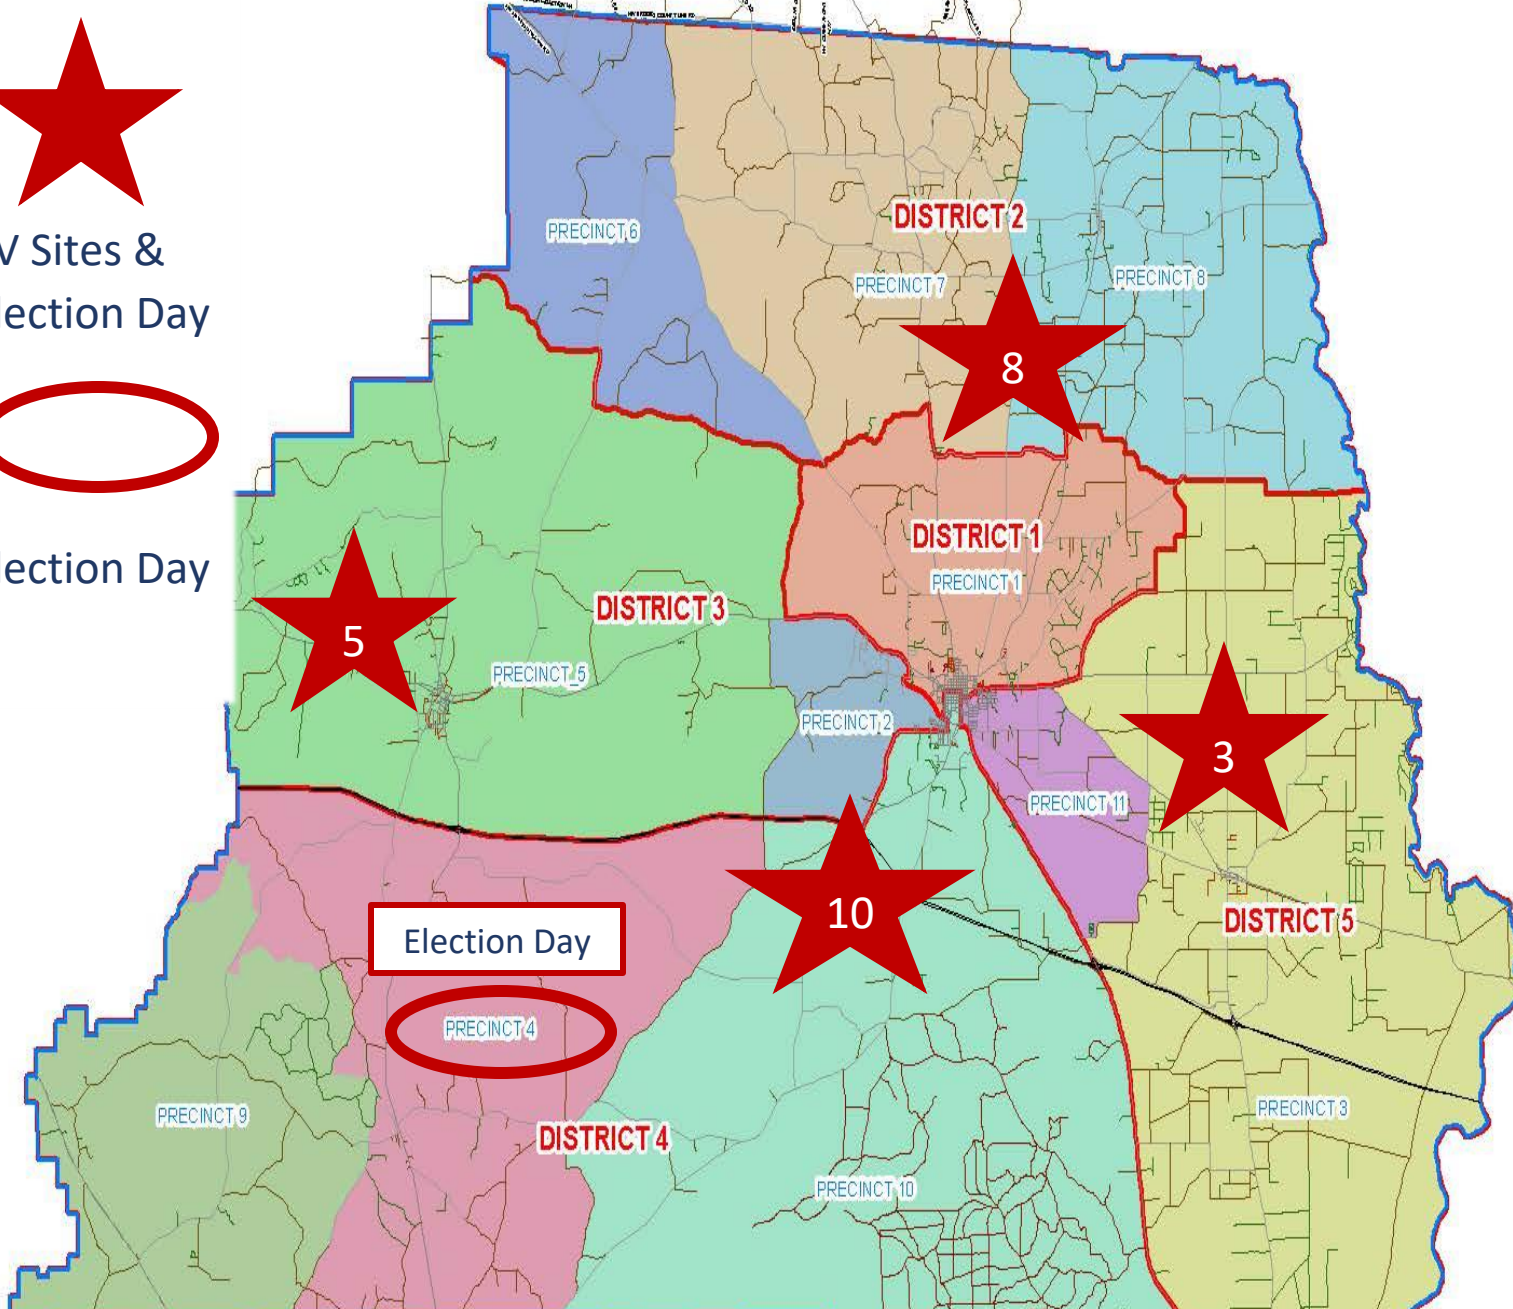 V Sites &
lection Day
lection Day
DISTRICT 2
PRECINCT 6
PRECINCT 7
PRECINCT 8
8
DISTRICT 1
PRECINCT 1
DISTRICT 3
5
PRECINCT_5
PRECINCT 2
3
PRECINCT 11
10
DISTRICT 5
Election Day
PRECINCT 4
PRECINCT 9
PRECINCT 3
DISTRICT 4
PRECINCT 10